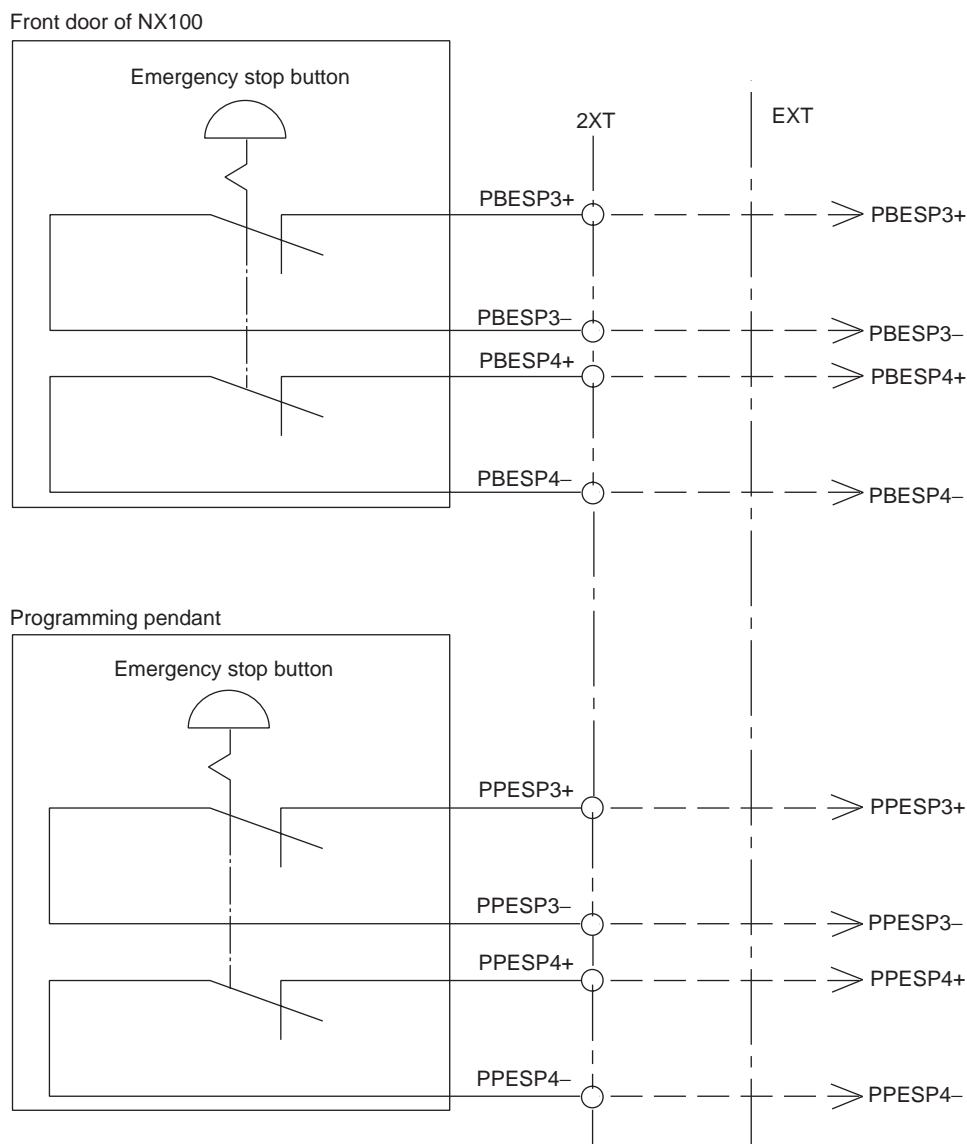 Front door of NX100
Emergency stop button
2XT
EXT
PBESP3+
PBESP3+
PBESP3–
PBESP3–
PBESP4+
PBESP4+
PBESP4–
PBESP4–
Programming pendant
Emergency stop button
PPESP3+
PPESP3+
PPESP3–
PPESP3–
PPESP4+
PPESP4+
PPESP4–
PPESP4–